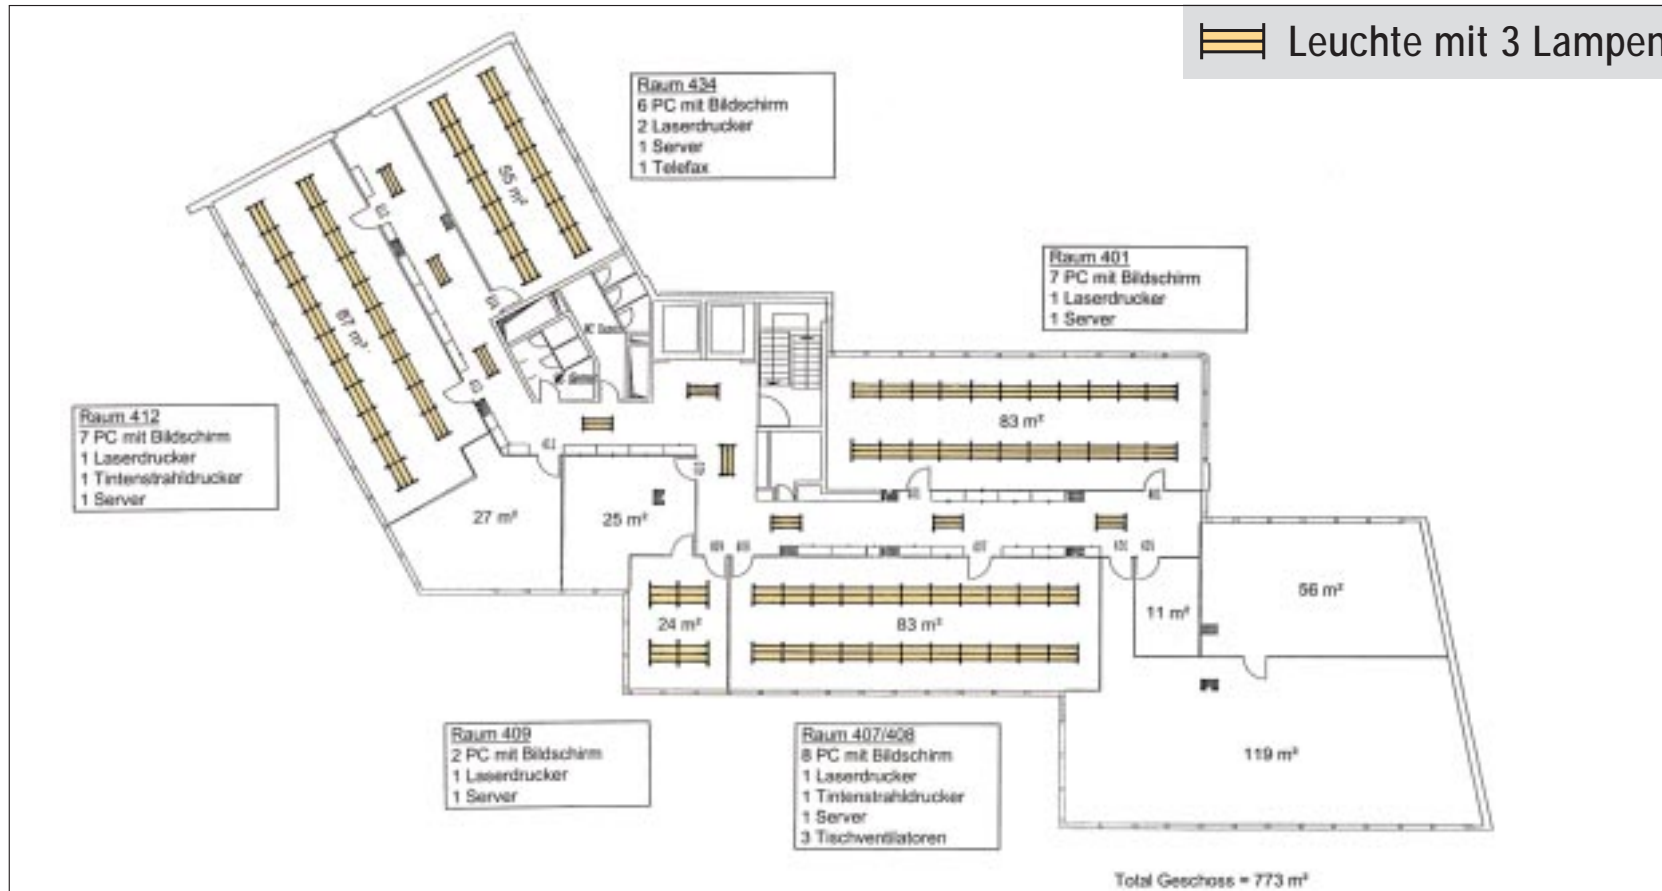 Leuchte mit 3 Lampen
Raum 434
6 PC mit Bildschirm
2 Laserdrucker
1 Server
1 Telefax
55 m²
Raum 401
7 PC mit Bildschirm
1 Laserdrucker
1 Server
87 m²
83 m²
Raum 412
7 PC mit Bildschirm
1 Laserdrucker
1 Tintenstrahldrucker
1 Server
27 m²
25 m²
56 m²
11 m²
24 m²
83 m²
Raum 409
2 PC mit Bildschirm
1 Laserdrucker
1 Server
Raum 407/408
8 PC mit Bildschirm
1 Laserdrucker
1 Tintenstrahldrucker
1 Server
3 Tischventilatoren
119 m²
Total Geschoss = 773 m²